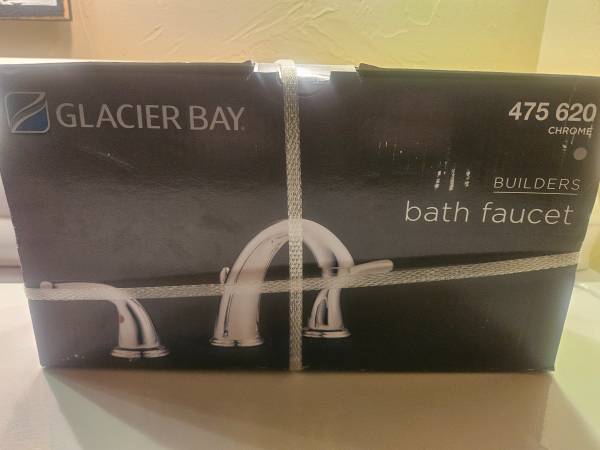 GLACIER BAY
475 620
CHROME
BUILDERS
bath faucet